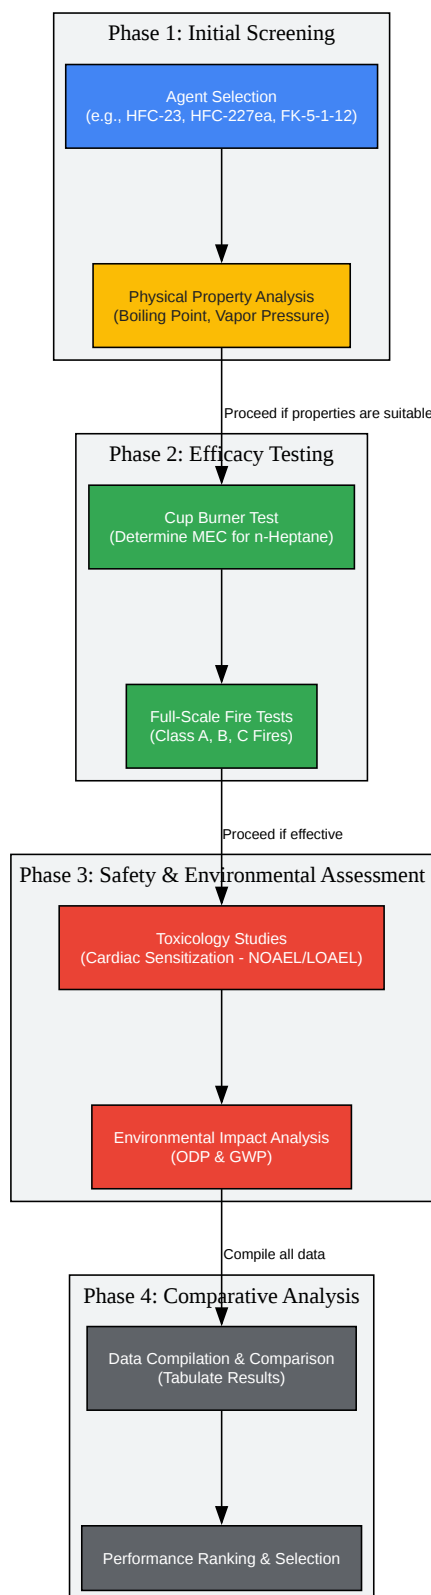 Phase 1: Initial Screening
Agent Selection
(e.g., HFC-23, HFC-227ea, FK-5-1-12)
Physical Property Analysis
(Boiling Point, Vapor Pressure)
Proceed if properties are suitable
Phase 2: Efficacy Testing
Cup Burner Test
(Determine MEC for n-Heptane)
Full-Scale Fire Tests
(Class A, B, C Fires)
Proceed if effective
Phase 3: Safety & Environmental Assessment
Toxicology Studies
(Cardiac Sensitization - NOAEL/LOAEL)
Environmental Impact Analysis
(ODP & GWP)
Compile all data
Phase 4: Comparative Analysis
Data Compilation & Comparison
(Tabulate Results)
Performance Ranking & Selection